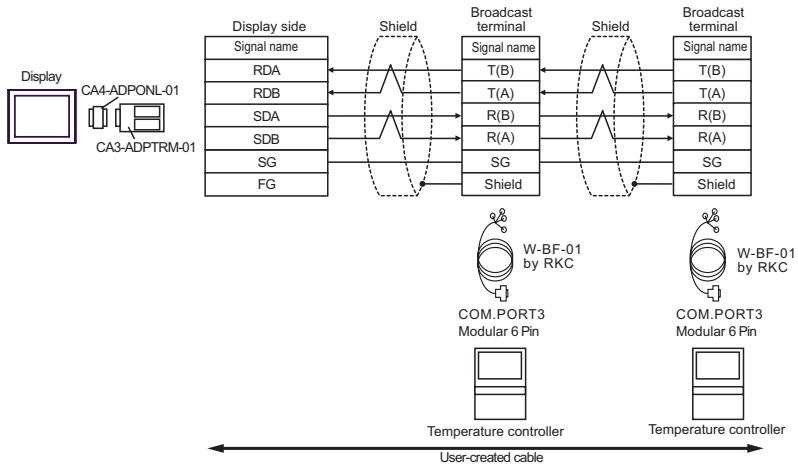 Display side
Shield
Broadcast
terminal
Shield
Broadcast
terminal
Signal name
Signal name
Signal name
RDA
T(B)
T(B)
RDB
T(A)
T(A)
SDA
R(B)
R(B)
SDB
R(A)
R(A)
SG
SG
SG
FG
Shield
Shield
Display
CA4-ADPONL-01
CA3-ADPTRM-01
W-BF-01
by RKC
W-BF-01
by RKC
COM.PORT3
Modular 6 Pin
COM.PORT3
Modular 6 Pin
Temperature controller
Temperature controller
User-created cable